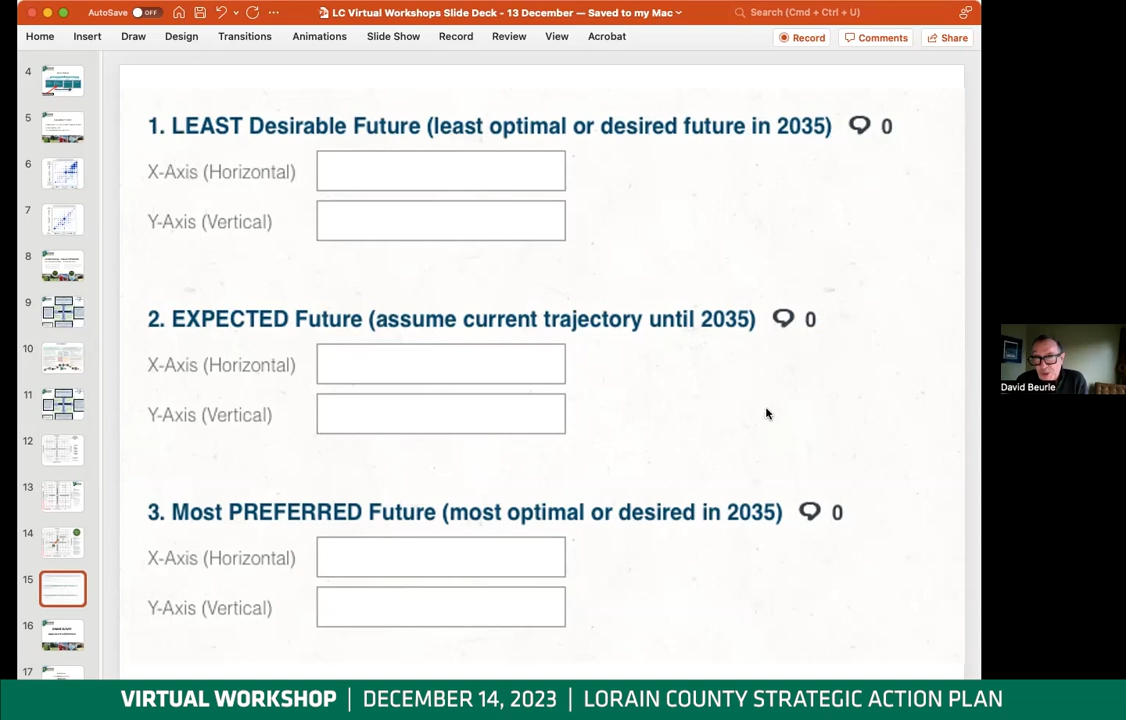 AutoSave OFF
LC Virtual Workshops Slide Deck - 13 December — Saved to my Mac
Search (Cmd + Ctrl + U)
Home Insert Draw Design Transitions Animations Slide Show Record Review View Acrobat
Record Comments Share
4
5
6
7
8
9
10
11
12
13
14
15
16
17
1. LEAST Desirable Future (least optimal or desired future in 2035) 0
X-Axis (Horizontal)
Y-Axis (Vertical)
2. EXPECTED Future (assume current trajectory until 2035) 0
X-Axis (Horizontal)
Y-Axis (Vertical)
3. Most PREFERRED Future (most optimal or desired in 2035) 0
X-Axis (Horizontal)
Y-Axis (Vertical)
David Beurle
VIRTUAL WORKSHOP | DECEMBER 14, 2023 | LORAIN COUNTY STRATEGIC ACTION PLAN